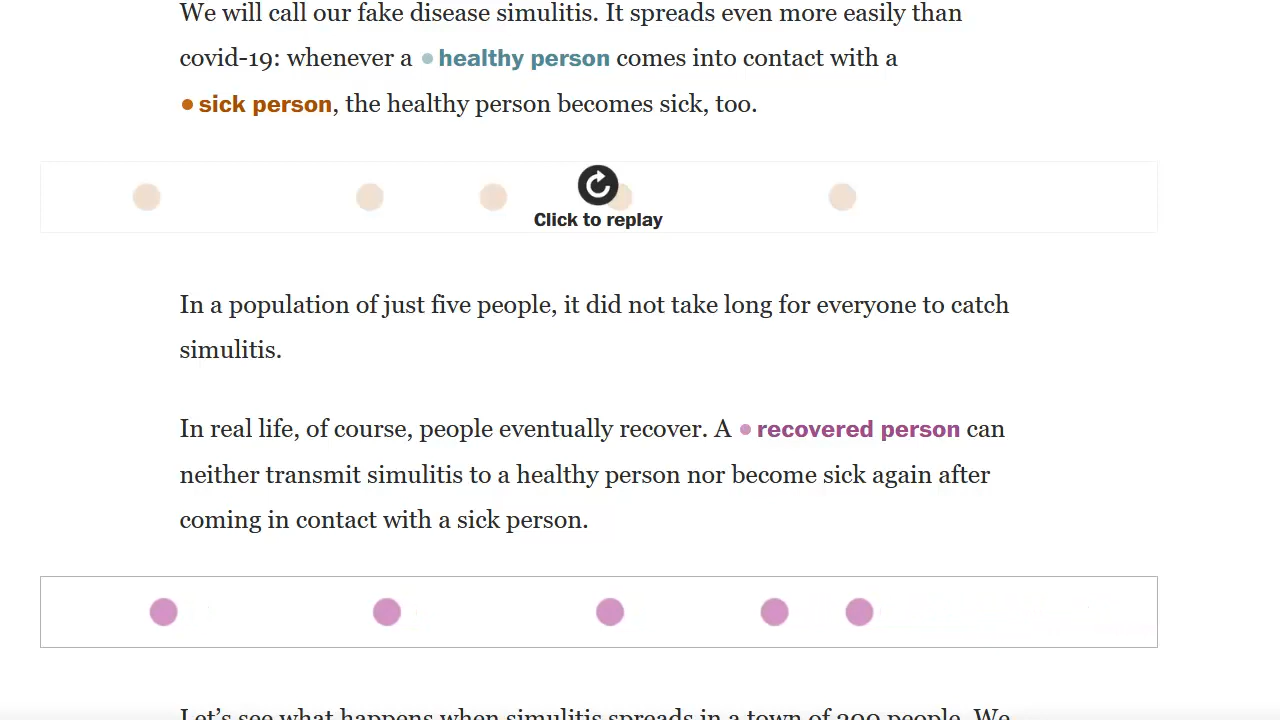 We will call our fake disease simulitis. It spreads even more easily than
covid-19: whenever a healthy person comes into contact with a
sick person, the healthy person becomes sick, too.
Click to replay
In a population of just five people, it did not take long for everyone to catch
simulitis.
In real life, of course, people eventually recover. A recovered person can
neither transmit simulitis to a healthy person nor become sick again after
coming in contact with a sick person.
Let’s see what happens when simulitis spreads in a town of 200 people. We